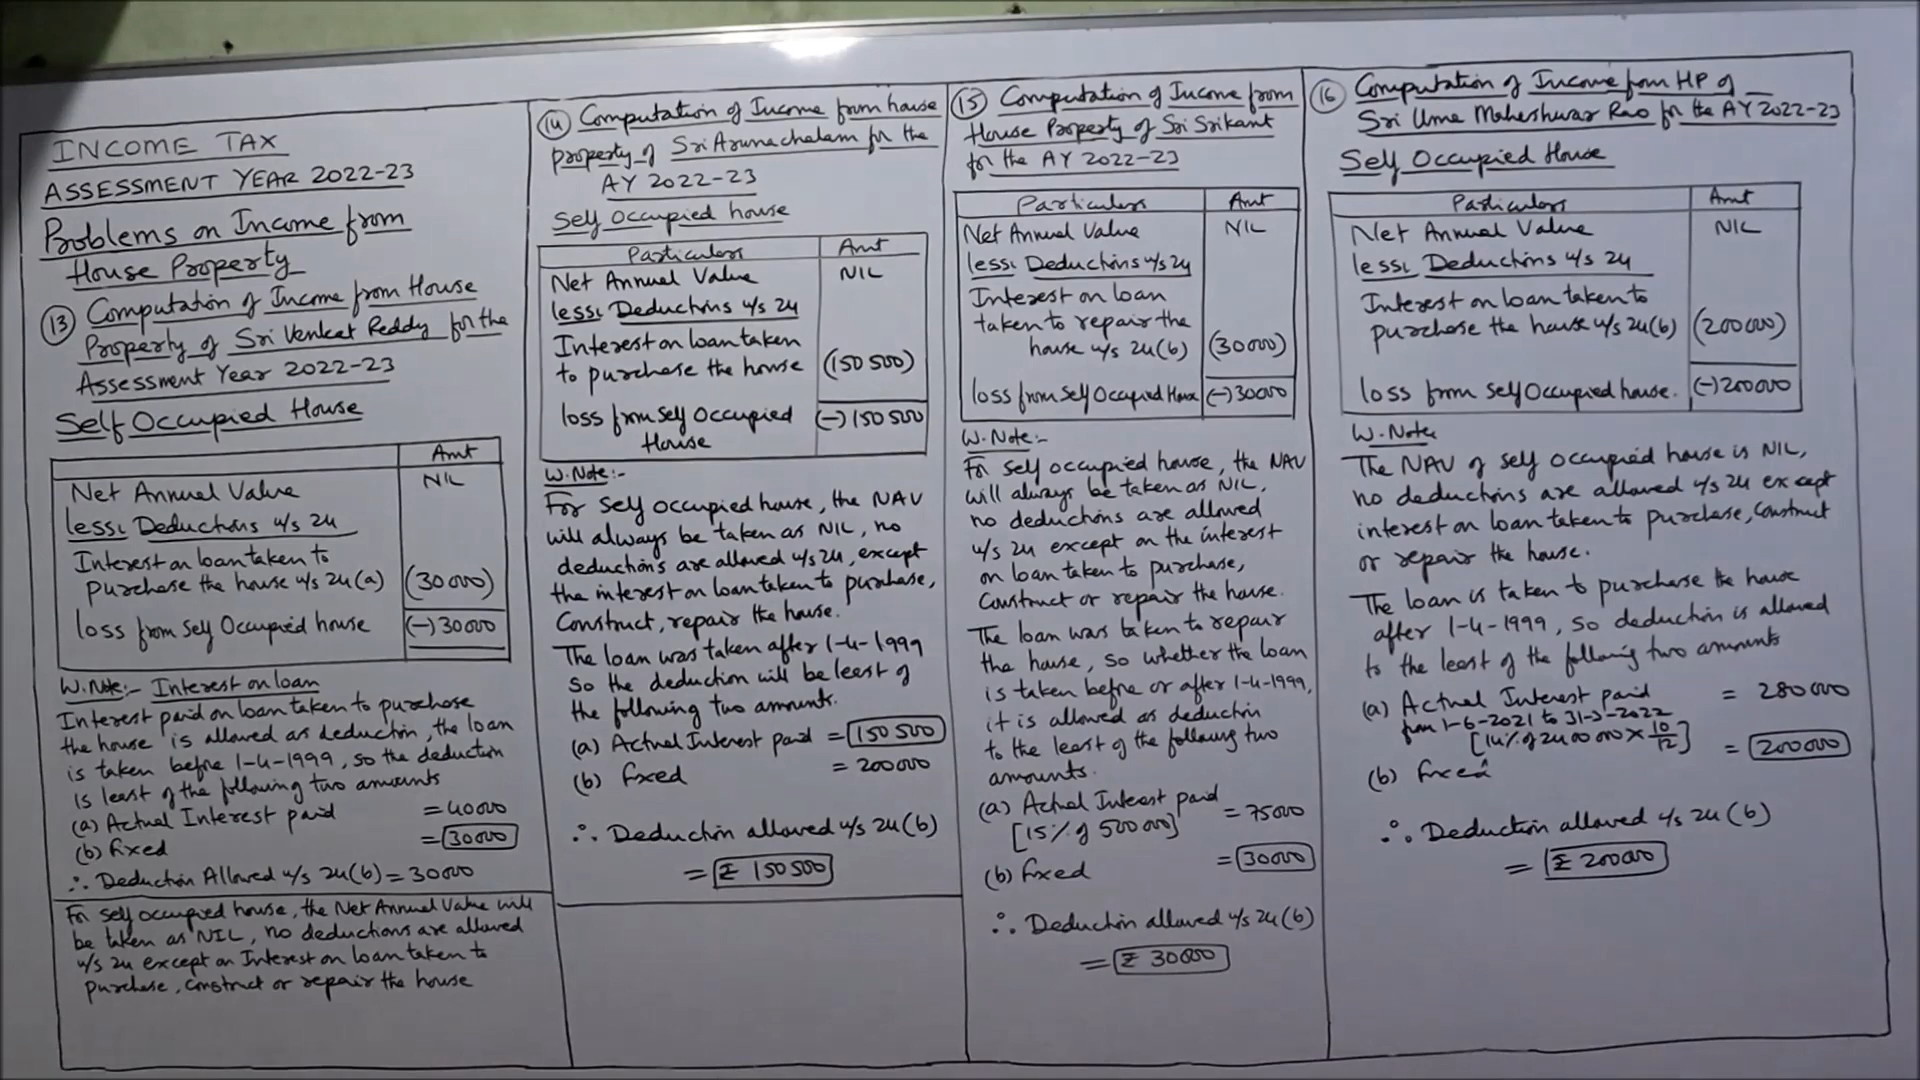 INCOME TAX
ASSESSMENT YEAR 2022-23
Problems on Income from
House Property
(13) Computation of Income from House
Property of Sri Venkat Reddy for the
Assessment Year 2022-23
Self Occupied House
Amt
Net Annual Value NIL
less: Deductions u/s 24
Interest on loan taken to
purchase the house u/s 24(a) (30000)
loss from Self Occupied house (-) 30000
W.Note:- Interest on loan
Interest paid on loan taken to purchase
the house is allowed as deduction, the loan
is taken before 1-4-1999, so the deduction
is least of the following two amounts
(a) Actual Interest paid = 40000
(b) fixed = 30000
∴ Deduction Allowed u/s 24(b) = 30000
For self occupied house, the Net Annual Value will
be taken as NIL, no deductions are allowed
u/s 24 except on Interest on loan taken to
purchase, construct or repair the house
(14) Computation of Income from house
property of Sri Arunachalam for the
AY 2022-23
Self Occupied house
Particulars Amt
Net Annual Value NIL
less: Deductions u/s 24
Interest on loan taken
to purchase the house (150 500)
loss from Self Occupied (-) 150 500
House
W.Note:-
For Self occupied house, the NAV
will always be taken as NIL, no
deductions are allowed u/s 24, except
the interest on loan taken to purchase,
Construct, repair the house.
The loan was taken after 1-4-1999
So the deduction will be least of
the following two amounts.
(a) Actual Interest paid = 150 500
(b) fixed = 200000
∴ Deduction allowed u/s 24(b)
= ₹ 150 500
(15) Computation of Income from
House Property of Sri Srikant
for the AY 2022-23
Particulars Amt
Net Annual Value NIL
less: Deductions u/s 24
Interest on loan
taken to repair the
house u/s 24(b) (30000)
loss from Self Occupied House (-) 30000
W.Note:-
For self occupied house, the NAV
will always be taken as NIL,
no deductions are allowed
u/s 24 except on the interest
on loan taken to purchase,
Construct or repair the house.
The loan was taken to repair
the house, so whether the loan
is taken before or after 1-4-1999,
it is allowed as deduction
to the least of the following two
amounts.
(a) Actual Interest paid = 75000
[15% of 500000]
(b) fixed = 30000
∴ Deduction allowed u/s 24(b)
= ₹ 30000
(16) Computation of Income from HP of
Sri Uma Maheshwar Rao for the AY 2022-23
Self Occupied House
Particulars Amt
Net Annual Value NIL
less: Deductions u/s 24
Interest on loan taken to
purchase the house u/s 24(b) (200000)
loss from Self Occupied house. (-) 200000
W.Note
The NAV of self occupied house is NIL,
no deductions are allowed u/s 24 except
interest on loan taken to purchase, construct
or repair the house.
The loan is taken to purchase the house
after 1-4-1999, so deduction is allowed
to the least of the following two amounts
(a) Actual Interest paid = 280000
from 1-6-2021 to 31-3-2022
[14% of 2400000 × 10/12]
(b) fixed = 200000
∴ Deduction allowed u/s 24(b)
= ₹ 200000